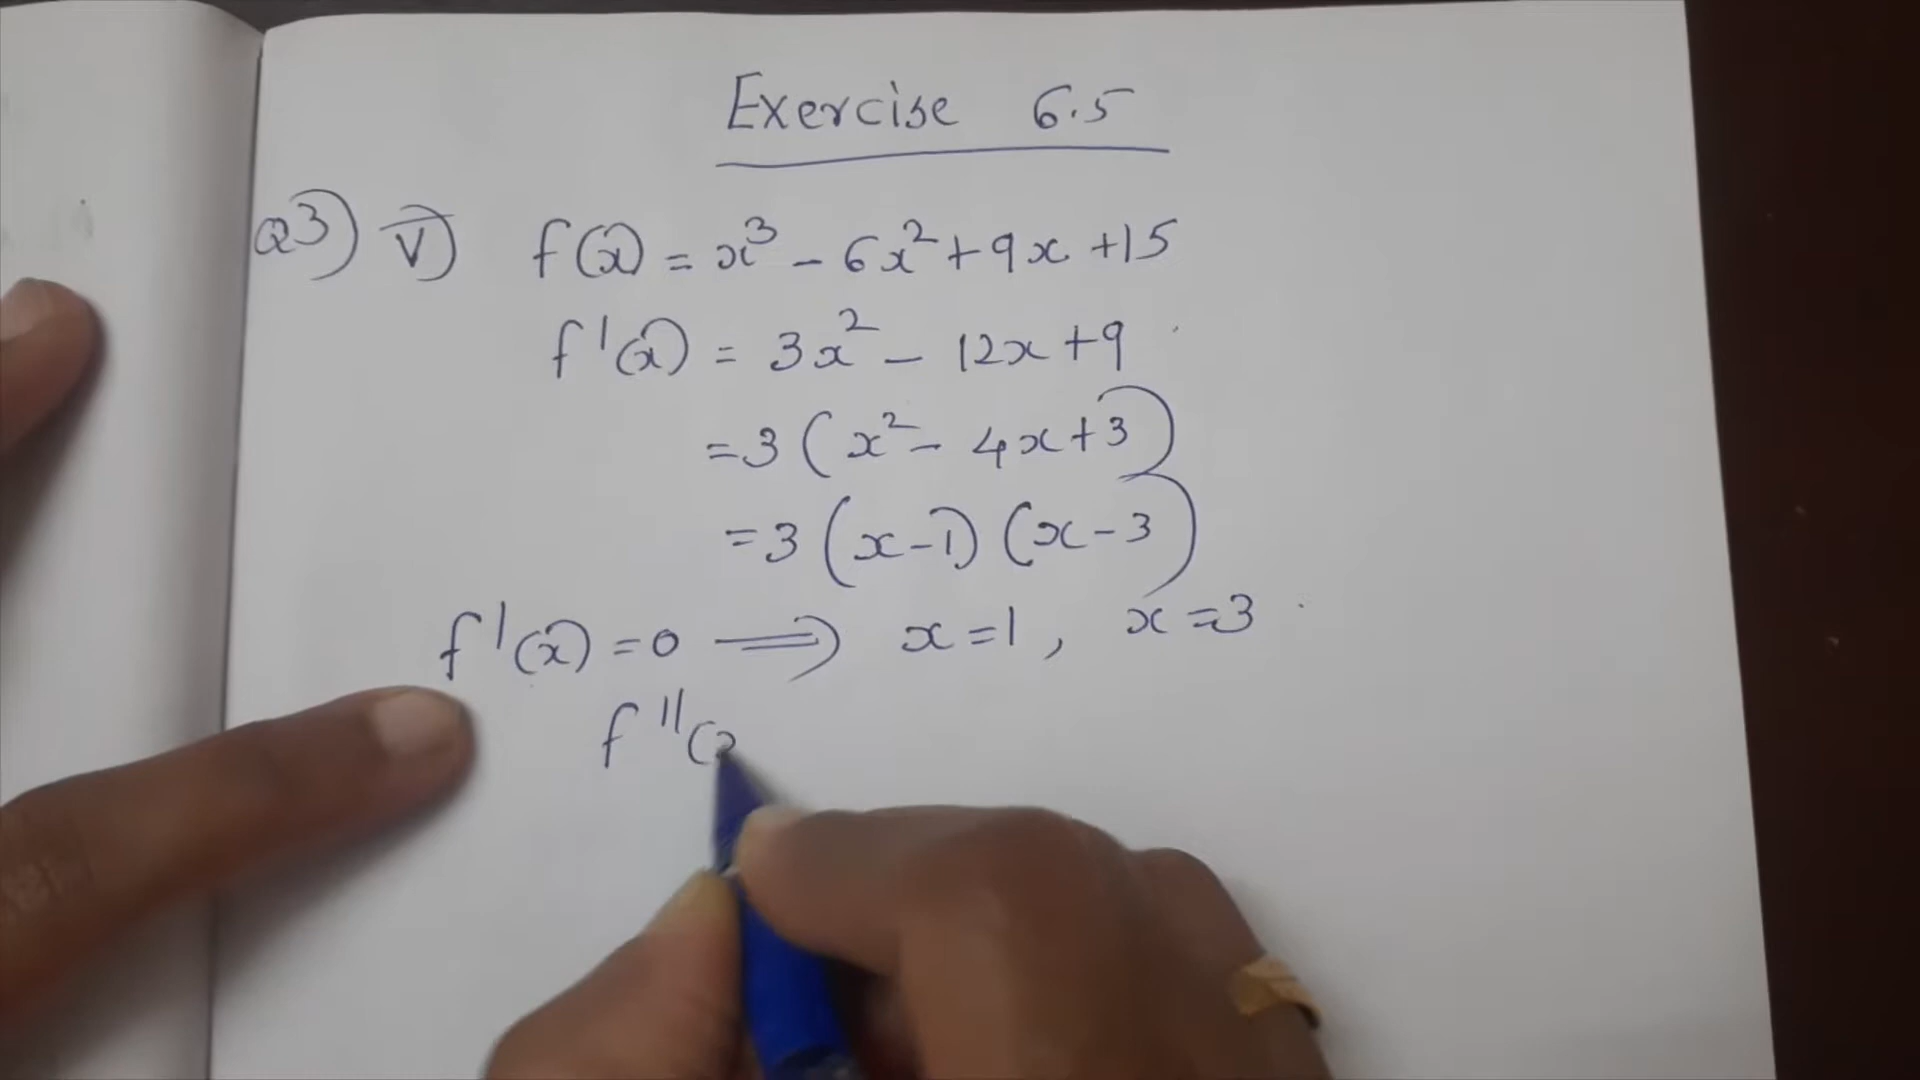 Exercise 6.5
Q3) v) f(x) = x³ - 6x² + 9x + 15
f'(x) = 3x² - 12x + 9
= 3 (x² - 4x + 3)
= 3 (x-1) (x-3)
f'(x) = 0 ⟹ x = 1, x = 3
f''(